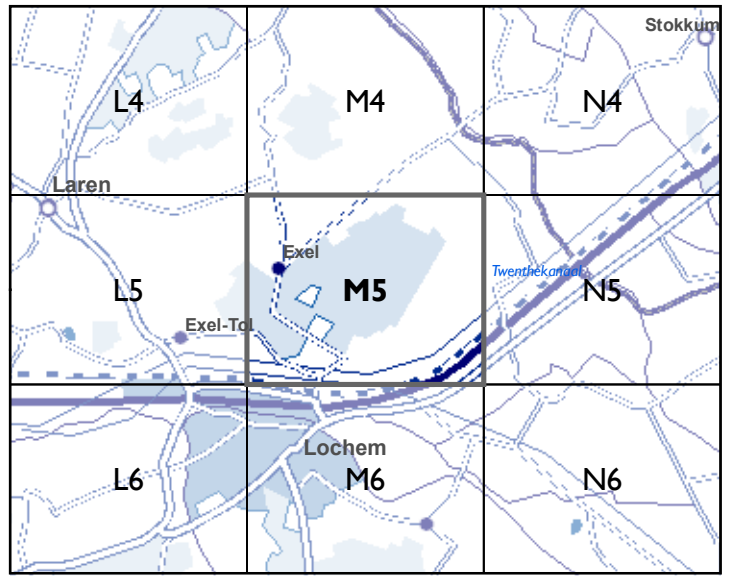 Stokkum
L4
M4
N4
Laren
Exel
Twenthekanaal
L5
M5
N5
Exel-Tol
Lochem
L6
M6
N6